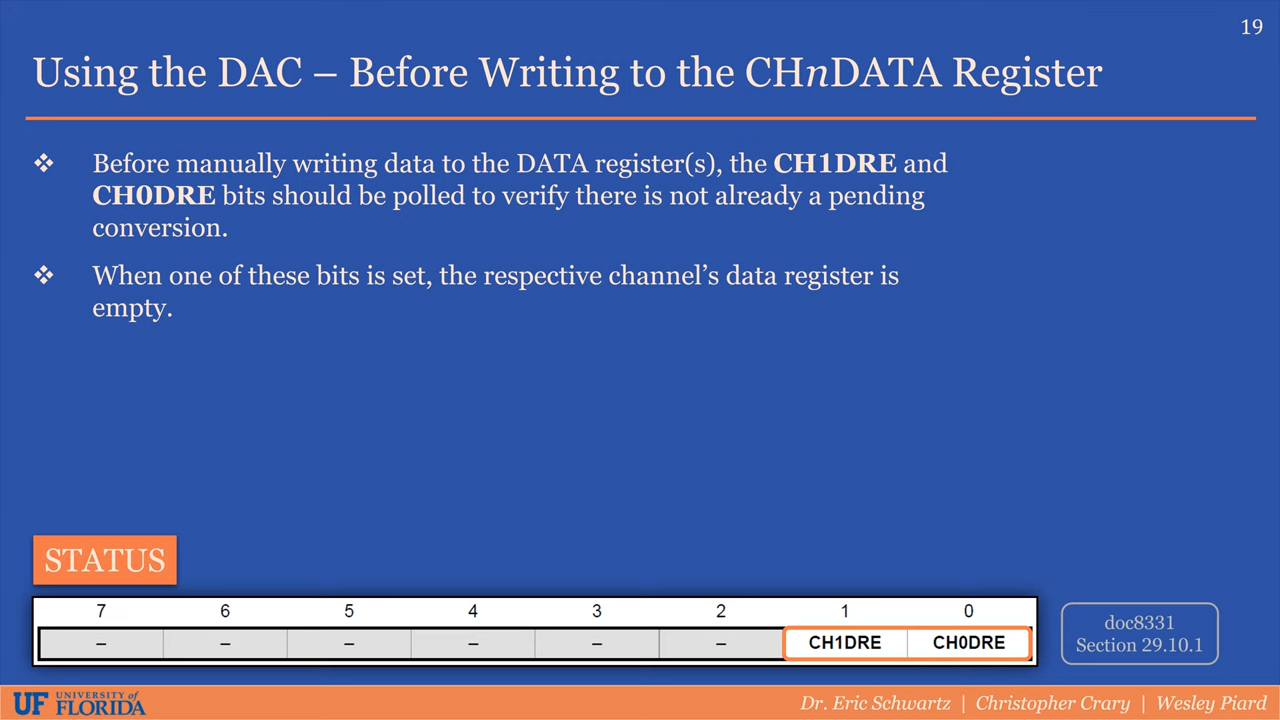 19
Using the DAC – Before Writing to the CHnDATA Register
❖ Before manually writing data to the DATA register(s), the CH1DRE and
CH0DRE bits should be polled to verify there is not already a pending
conversion.
❖ When one of these bits is set, the respective channel’s data register is
empty.
STATUS
7 6 5 4 3 2 1 0
– – – – – – CH1DRE CH0DRE
doc8331
Section 29.10.1
UF UNIVERSITY of
FLORIDA
Dr. Eric Schwartz | Christopher Crary | Wesley Piard